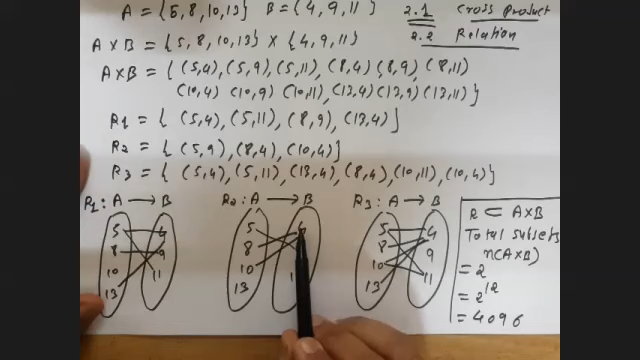 A = {5,8,10,13} B = {4,9,11}
2.1 Cross Product
A×B = {5,8,10,13} × {4,9,11}
2.2 Relation
A×B = { (5,4),(5,9),(5,11),(8,4)(8,9)(8,11)
(10,4)(10,9)(10,11),(13,4)(13,9)(13,11)}
R1 = { (5,4),(5,11),(8,9),(13,4)}
R2 = { (5,9),(8,4),(10,4)}
R3 = { (5,4),(5,11),(13,4),(8,4),(10,11),(10,4)}
R1 : A → B
5 4
8 9
10 11
13
R2 : A → B
5 4
8
10 1
13
R3 : A → B
5 4
8 9
10 11
13
R ⊂ A×B
Total subsets
n(A×B)
= 2
= 2^12
= 4096